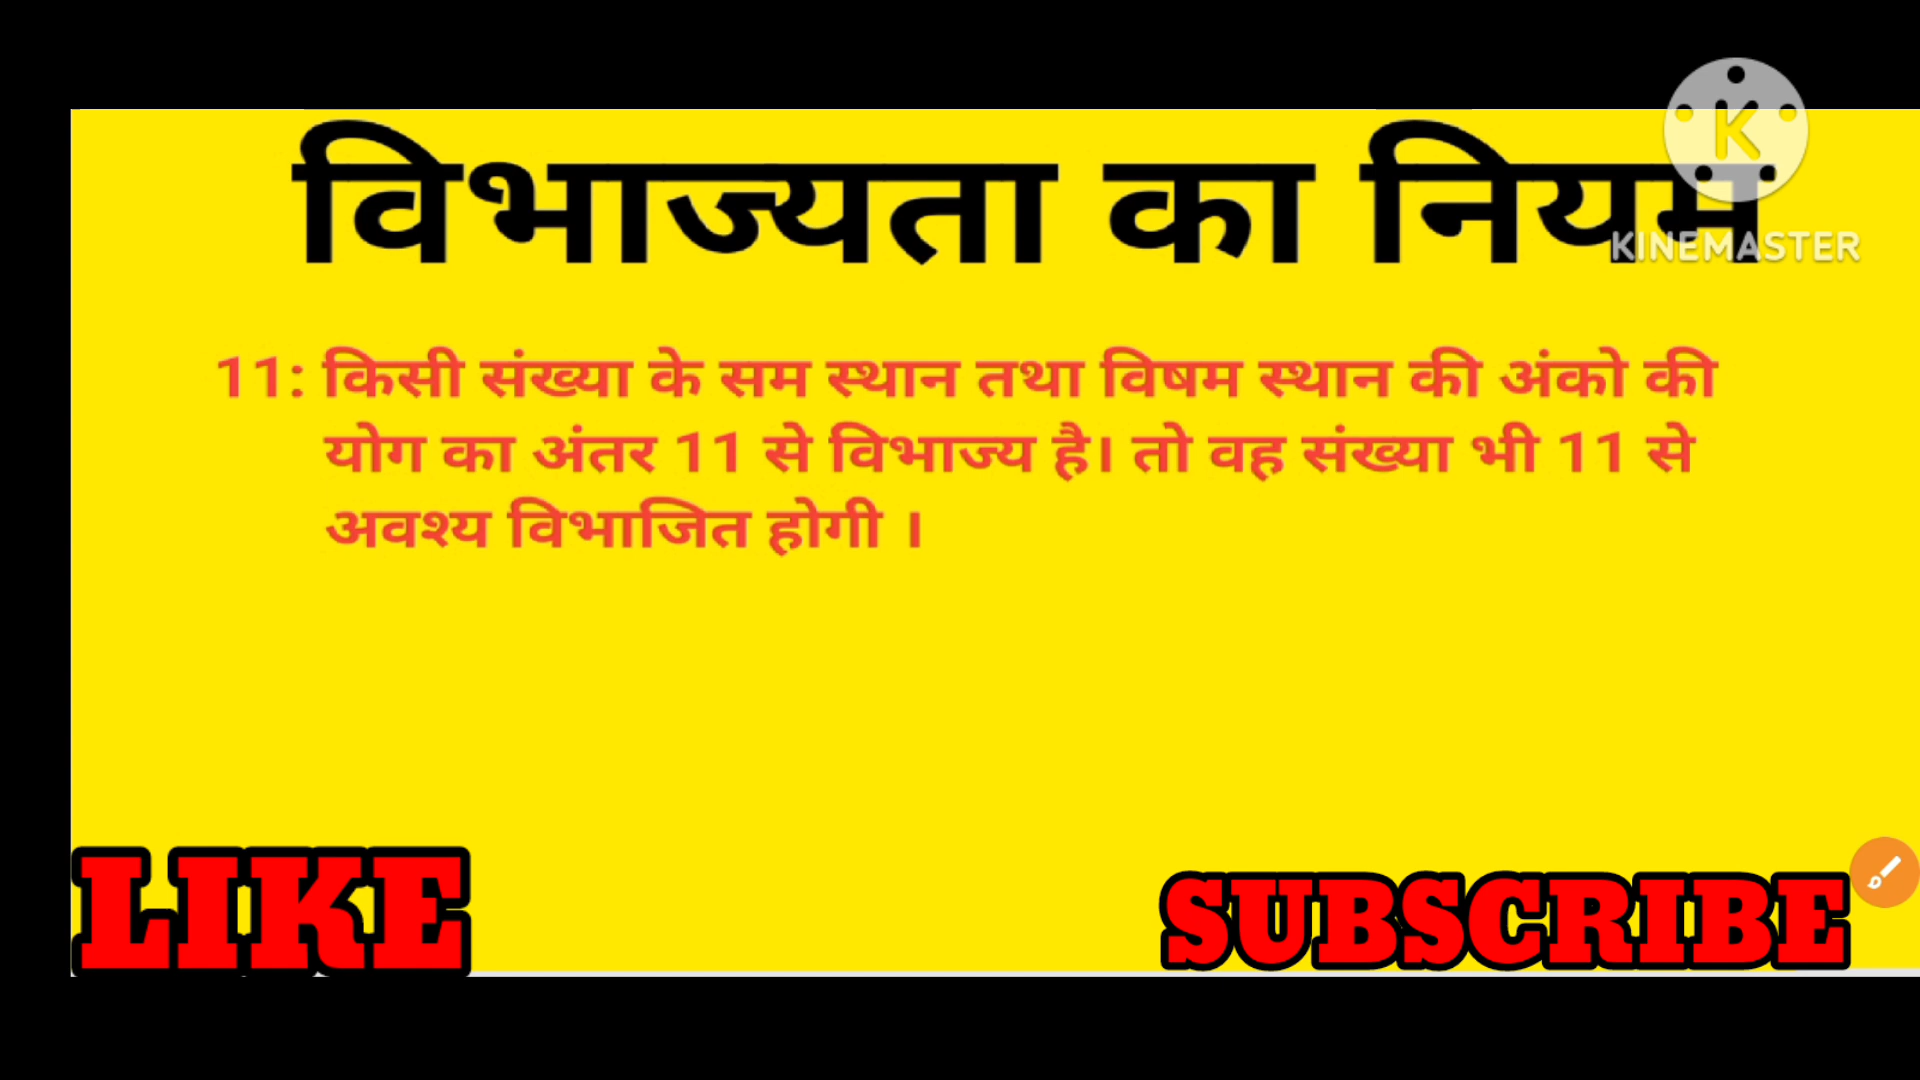 विभाज्यता का नियम
K
KINEMASTER
11: किसी संख्या के सम स्थान तथा विषम स्थान की अंको की
योग का अंतर 11 से विभाज्य है। तो वह संख्या भी 11 से
अवश्य विभाजित होगी ।
LIKE
SUBSCRIBE